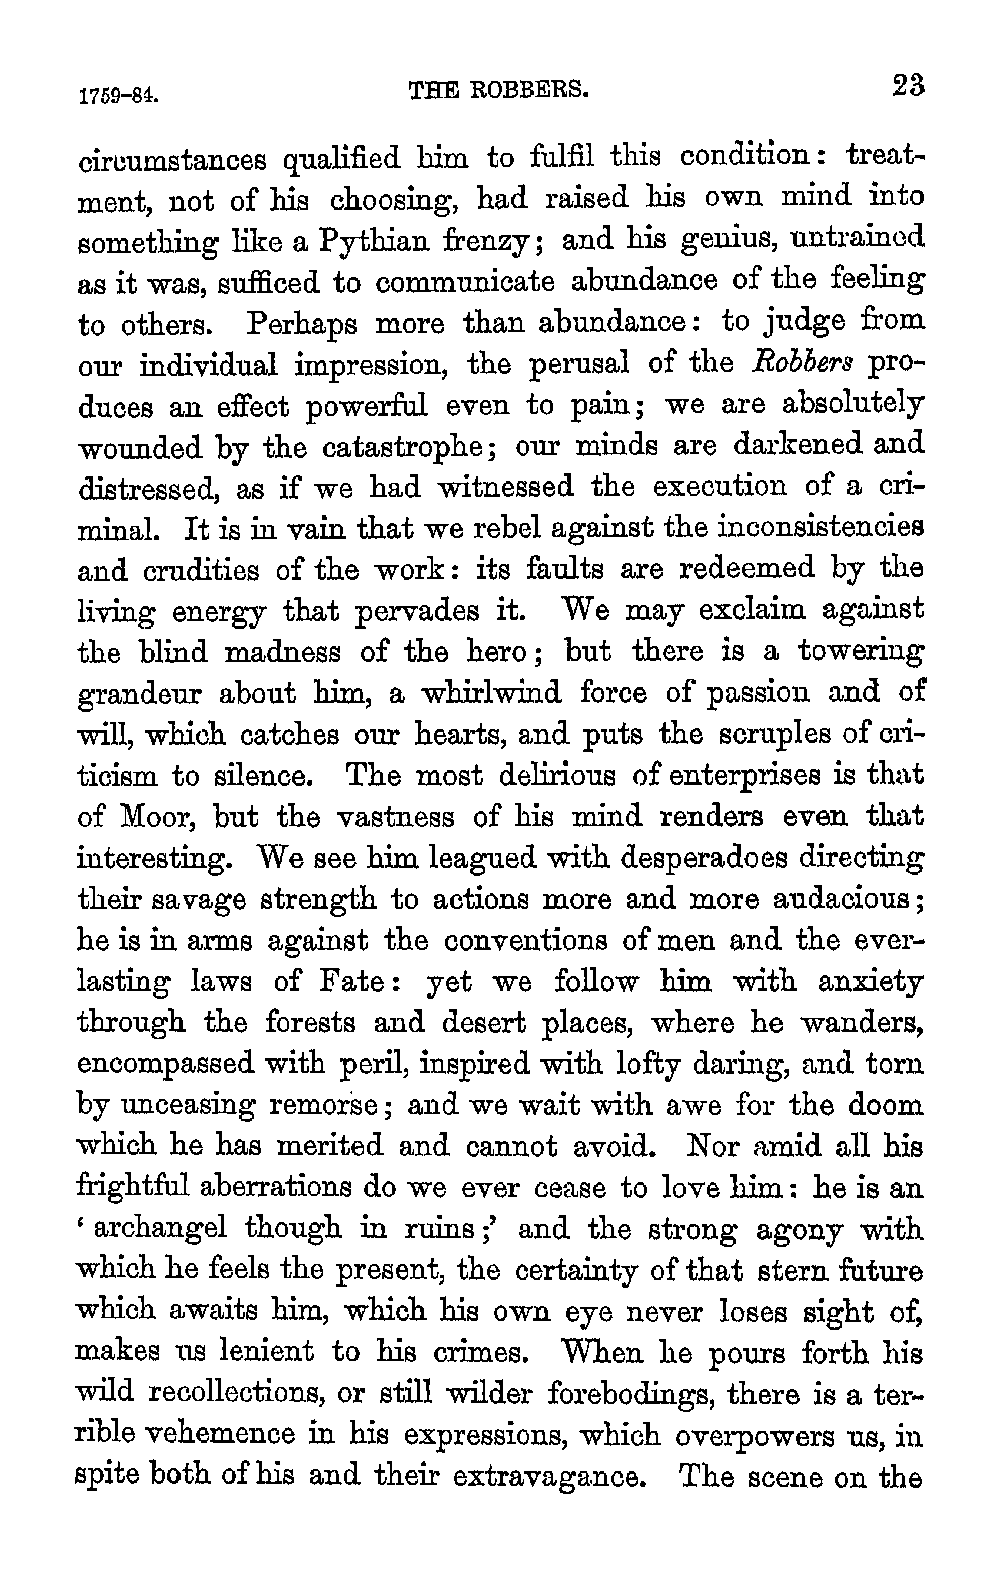 1759–84. THE ROBBERS. 23
circumstances qualified him to fulfil this condition: treat-
ment, not of his choosing, had raised his own mind into
something like a Pythian frenzy; and his genius, untrained
as it was, sufficed to communicate abundance of the feeling
to others. Perhaps more than abundance: to judge from
our individual impression, the perusal of the Robbers pro-
duces an effect powerful even to pain; we are absolutely
wounded by the catastrophe; our minds are darkened and
distressed, as if we had witnessed the execution of a cri-
minal. It is in vain that we rebel against the inconsistencies
and crudities of the work: its faults are redeemed by the
living energy that pervades it. We may exclaim against
the blind madness of the hero; but there is a towering
grandeur about him, a whirlwind force of passion and of
will, which catches our hearts, and puts the scruples of cri-
ticism to silence. The most delirious of enterprises is that
of Moor, but the vastness of his mind renders even that
interesting. We see him leagued with desperadoes directing
their savage strength to actions more and more audacious;
he is in arms against the conventions of men and the ever-
lasting laws of Fate: yet we follow him with anxiety
through the forests and desert places, where he wanders,
encompassed with peril, inspired with lofty daring, and torn
by unceasing remorse; and we wait with awe for the doom
which he has merited and cannot avoid. Nor amid all his
frightful aberrations do we ever cease to love him: he is an
‘archangel though in ruins;’ and the strong agony with
which he feels the present, the certainty of that stern future
which awaits him, which his own eye never loses sight of,
makes us lenient to his crimes. When he pours forth his
wild recollections, or still wilder forebodings, there is a ter-
rible vehemence in his expressions, which overpowers us, in
spite both of his and their extravagance. The scene on the